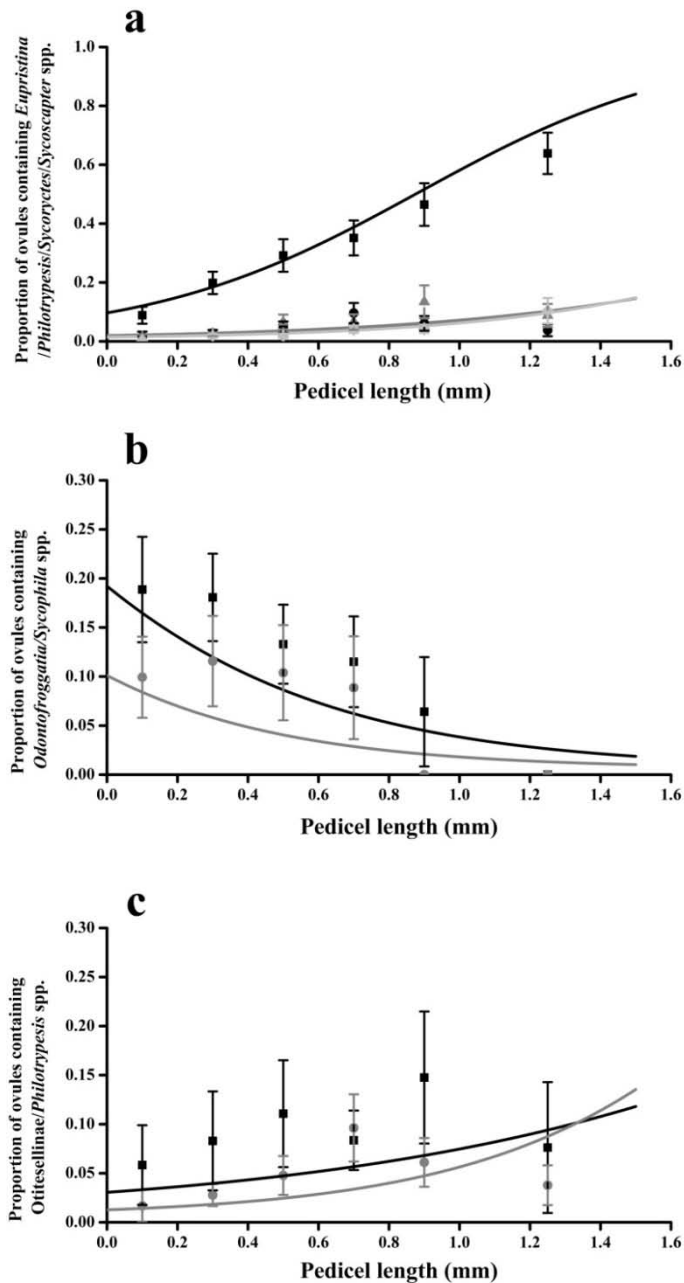 a
Proportion of ovules containing Eupristina
/Philotrypesis/Sycoryctes/Sycoscapter spp.
1.0
0.8
0.6
0.4
0.2
0.0
0.0 0.2 0.4 0.6 0.8 1.0 1.2 1.4 1.6
Pedicel length (mm)
b
Proportion of ovules containing
Odontofroggatia/Sycophila spp.
0.30
0.25
0.20
0.15
0.10
0.05
0.00
0.0 0.2 0.4 0.6 0.8 1.0 1.2 1.4 1.6
Pedicel length (mm)
c
Proportion of ovules containing
Otitesellinae/Philotrypesis spp.
0.30
0.25
0.20
0.15
0.10
0.05
0.00
0.0 0.2 0.4 0.6 0.8 1.0 1.2 1.4 1.6
Pedicel length (mm)